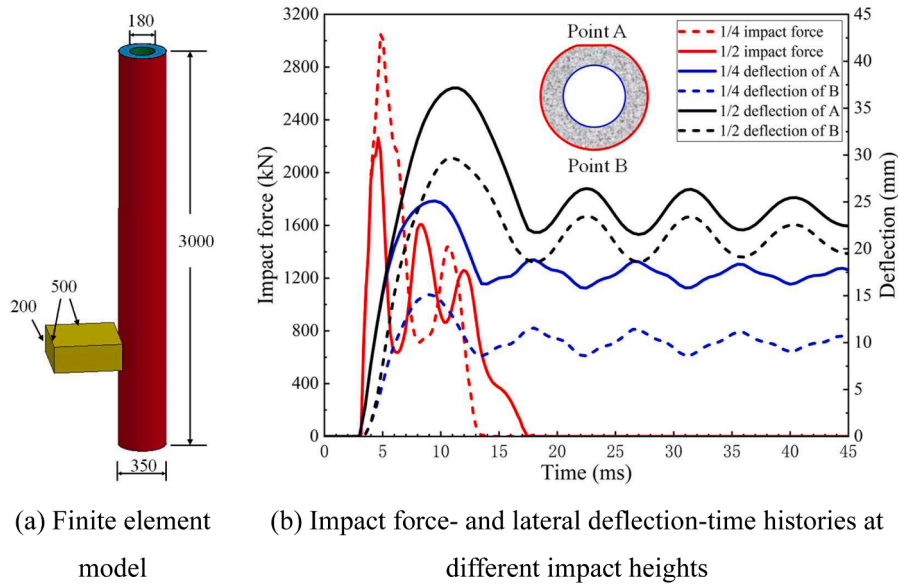 180
3000
500
200
350
3200
2800
2400
2000
1600
1200
800
400
0
Impact force (kN)
Point A
Point B
1/4 impact force
1/2 impact force
1/4 deflection of A
1/4 deflection of B
1/2 deflection of A
1/2 deflection of B
45
40
35
30
25
20
15
10
5
0
Deflection (mm)
0 5 10 15 20 25 30 35 40 45
Time (ms)
(a) Finite element
model
(b) Impact force- and lateral deflection-time histories at
different impact heights